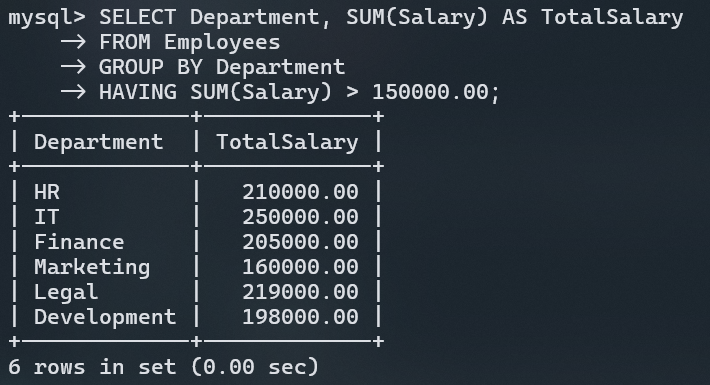 mysql> SELECT Department, SUM(Salary) AS TotalSalary
    -> FROM Employees
    -> GROUP BY Department
    -> HAVING SUM(Salary) > 150000.00;
+-------------+-------------+
| Department  | TotalSalary |
+-------------+-------------+
| HR          |   210000.00 |
| IT          |   250000.00 |
| Finance     |   205000.00 |
| Marketing   |   160000.00 |
| Legal       |   219000.00 |
| Development |   198000.00 |
+-------------+-------------+
6 rows in set (0.00 sec)